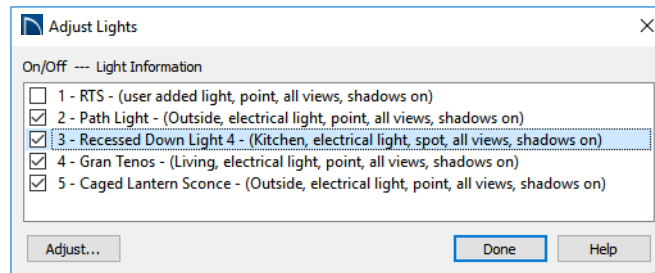 Adjust Lights
On/Off --- Light Information
1 - RTS - (user added light, point, all views, shadows on)
2 - Path Light - (Outside, electrical light, point, all views, shadows on)
3 - Recessed Down Light 4 - (Kitchen, electrical light, spot, all views, shadows on)
4 - Gran Tenos - (Living, electrical light, point, all views, shadows on)
5 - Caged Lantern Sconce - (Outside, electrical light, point, all views, shadows on)
Adjust... Done Help